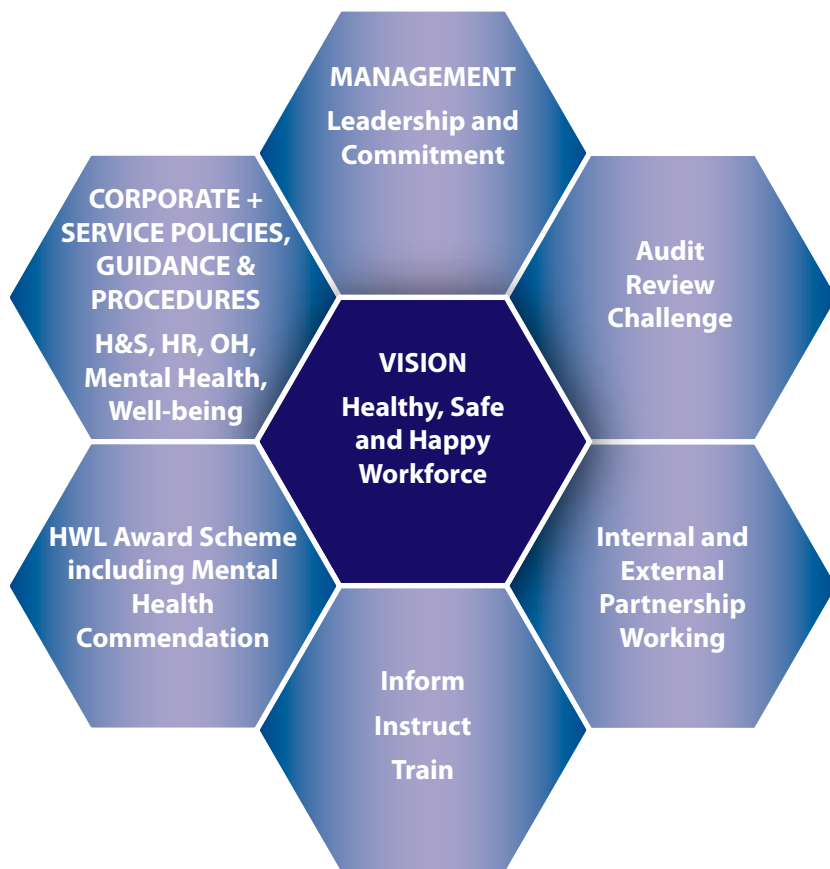 MANAGEMENT
Leadership and
Commitment
CORPORATE +
SERVICE POLICIES,
GUIDANCE &
PROCEDURES
H&S, HR, OH,
Mental Health,
Well-being
Audit
Review
Challenge
VISION
Healthy, Safe
and Happy
Workforce
HWL Award Scheme
including Mental
Health
Commendation
Internal and
External
Partnership
Working
Inform
Instruct
Train